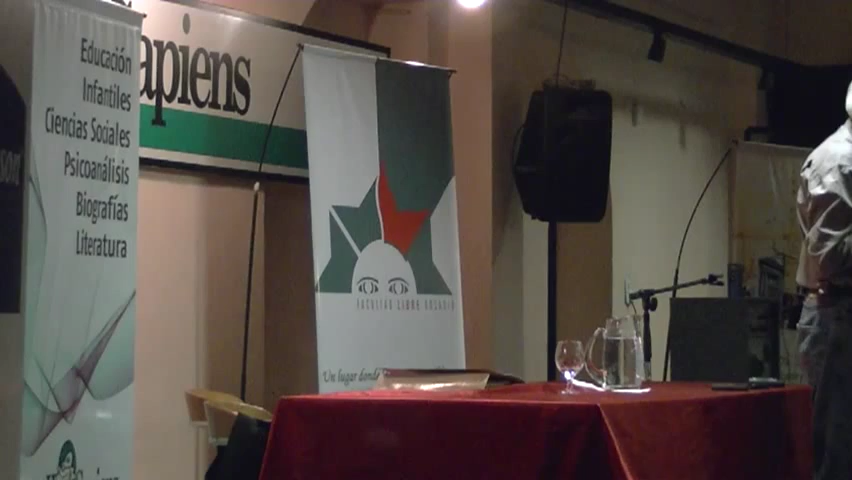 Educación
Infantiles
Ciencias Sociales
Psicoanálisis
Biografías
Literatura
apiens
FACULTAD LIBRE ROSARIO
Un lugar donde